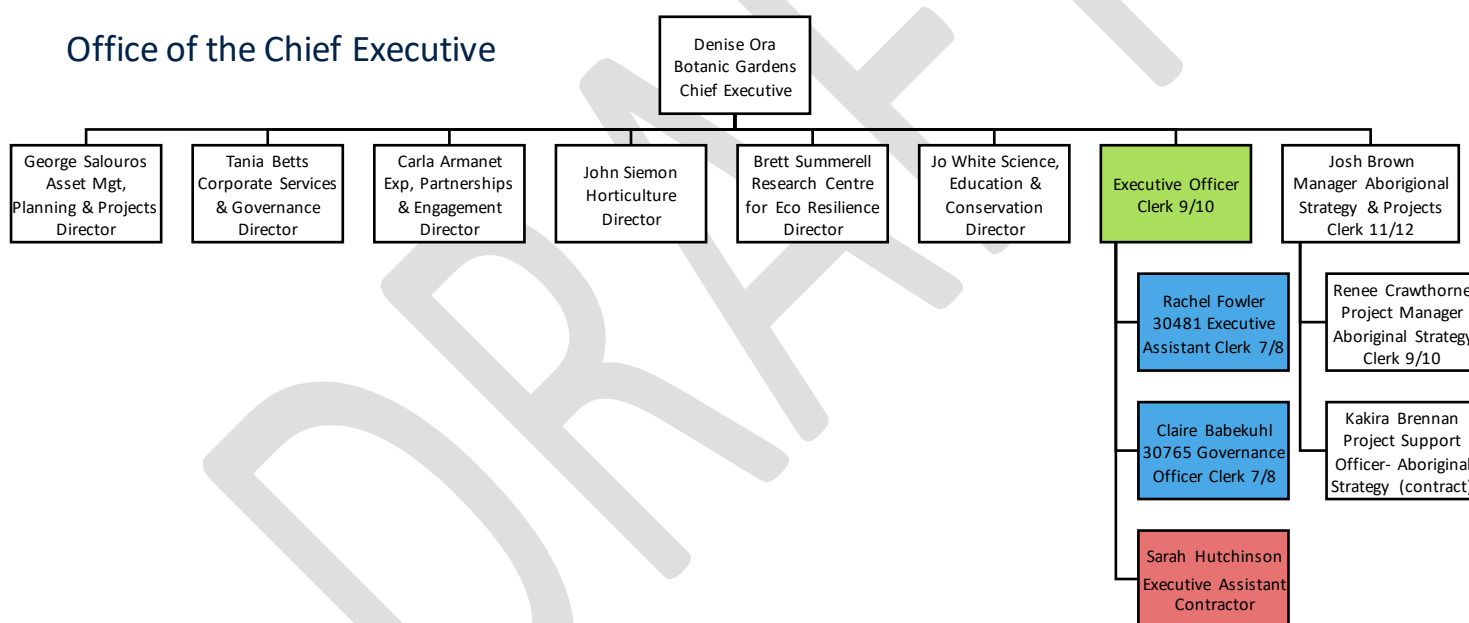 Office of the Chief Executive
Denise Ora
Botanic Gardens
Chief Executive
George Salouros
Asset Mgt,
Planning & Projects
Director
Tania Betts
Corporate Services
& Governance
Director
Carla Armanet
Exp, Partnerships
& Engagement
Director
John Siemon
Horticulture
Director
Brett Summerell
Research Centre
for Eco Resilience
Director
Jo White Science,
Education &
Conservation
Director
Executive Officer
Clerk 9/10
Josh Brown
Manager Aborigional
Strategy & Projects
Clerk 11/12
Rachel Fowler
30481 Executive
Assistant Clerk 7/8
Claire Babekuhl
30765 Governance
Officer Clerk 7/8
Sarah Hutchinson
Executive Assistant
Contractor
Renee Crawthorne
Project Manager
Aboriginal Strategy
Clerk 9/10
Kakira Brennan
Project Support
Officer- Aboriginal
Strategy (contract)
DRAFT